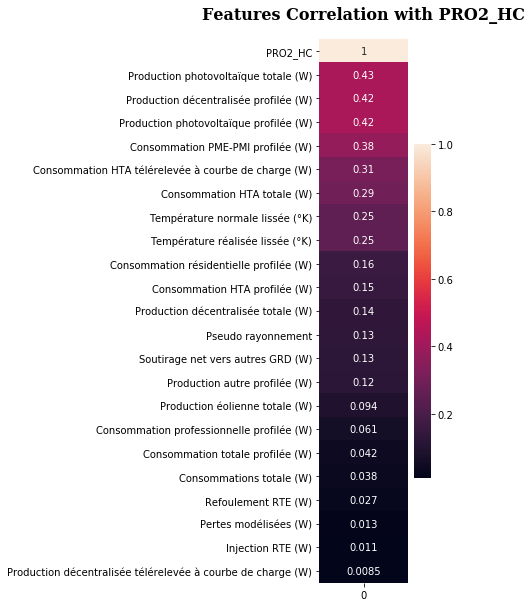 Features Correlation with PRO2_HC
PRO2_HC 1
Production photovoltaïque totale (W) 0.43
Production décentralisée profilée (W) 0.42
Production photovoltaïque profilée (W) 0.42
Consommation PME-PMI profilée (W) 0.38
Consommation HTA télérelevée à courbe de charge (W) 0.31
Consommation HTA totale (W) 0.29
Température normale lissée (°K) 0.25
Température réalisée lissée (°K) 0.25
Consommation résidentielle profilée (W) 0.16
Consommation HTA profilée (W) 0.15
Production décentralisée totale (W) 0.14
Pseudo rayonnement 0.13
Soutirage net vers autres GRD (W) 0.13
Production autre profilée (W) 0.12
Production éolienne totale (W) 0.094
Consommation professionnelle profilée (W) 0.061
Consommation totale profilée (W) 0.042
Consommations totale (W) 0.038
Refoulement RTE (W) 0.027
Pertes modélisées (W) 0.013
Injection RTE (W) 0.011
Production décentralisée télérelevée à courbe de charge (W) 0.0085
0
1.0
0.8
0.6
0.4
0.2